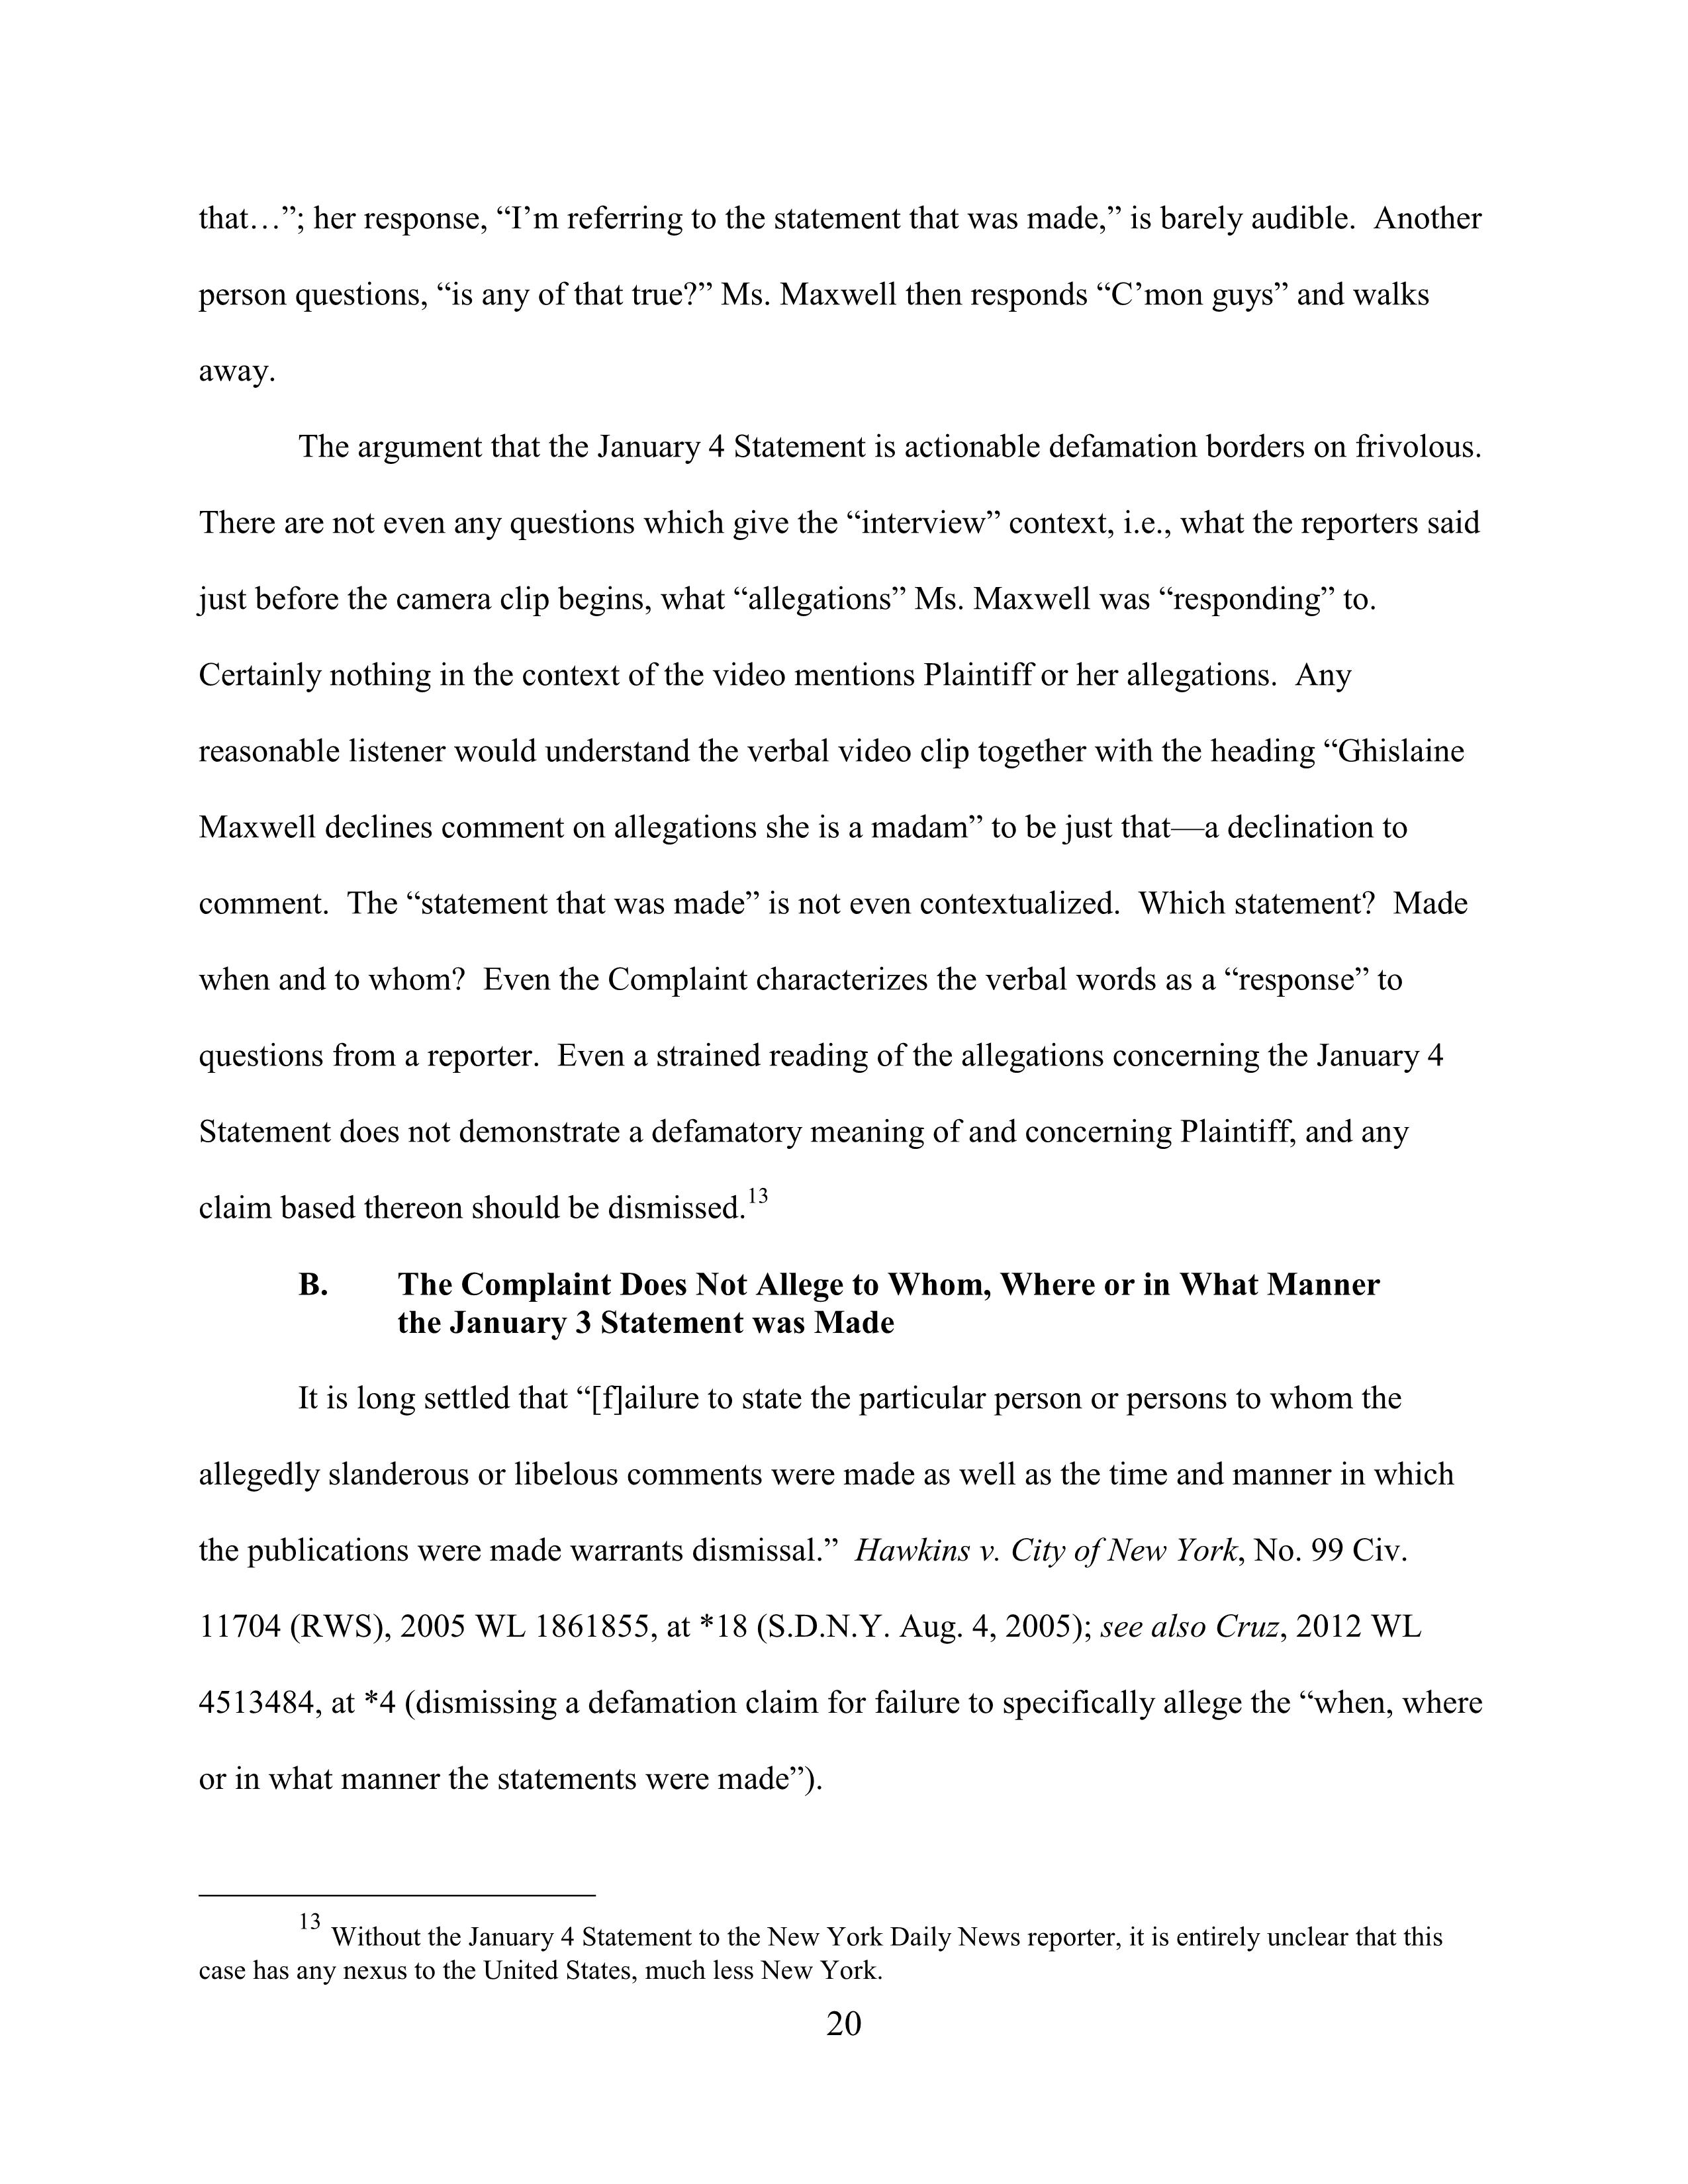 that…”; her response, “I’m referring to the statement that was made,” is barely audible.  Another
person questions, “is any of that true?” Ms. Maxwell then responds “C’mon guys” and walks
away.
The argument that the January 4 Statement is actionable defamation borders on frivolous.
There are not even any questions which give the “interview” context, i.e., what the reporters said
just before the camera clip begins, what “allegations” Ms. Maxwell was “responding” to.
Certainly nothing in the context of the video mentions Plaintiff or her allegations.  Any
reasonable listener would understand the verbal video clip together with the heading “Ghislaine
Maxwell declines comment on allegations she is a madam” to be just that—a declination to
comment.  The “statement that was made” is not even contextualized.  Which statement?  Made
when and to whom?  Even the Complaint characterizes the verbal words as a “response” to
questions from a reporter.  Even a strained reading of the allegations concerning the January 4
Statement does not demonstrate a defamatory meaning of and concerning Plaintiff, and any
claim based thereon should be dismissed.13
B. The Complaint Does Not Allege to Whom, Where or in What Manner
the January 3 Statement was Made
It is long settled that “[f]ailure to state the particular person or persons to whom the
allegedly slanderous or libelous comments were made as well as the time and manner in which
the publications were made warrants dismissal.”  Hawkins v. City of New York, No. 99 Civ.
11704 (RWS), 2005 WL 1861855, at *18 (S.D.N.Y. Aug. 4, 2005); see also Cruz, 2012 WL
4513484, at *4 (dismissing a defamation claim for failure to specifically allege the “when, where
or in what manner the statements were made”).
13 Without the January 4 Statement to the New York Daily News reporter, it is entirely unclear that this
case has any nexus to the United States, much less New York.
20